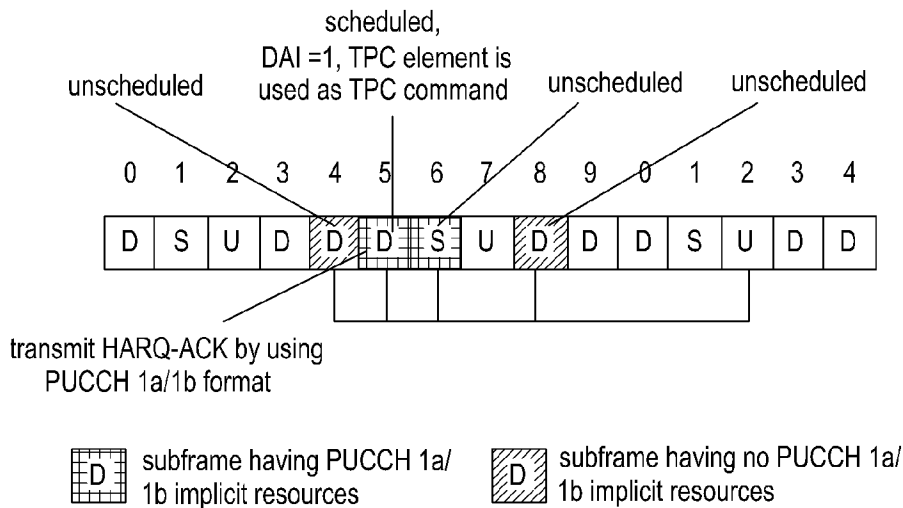 scheduled,
DAI =1, TPC element is
used as TPC command
unscheduled
unscheduled
unscheduled
0 1 2 3 4 5 6 7 8 9 0 1 2 3 4
D S U D D D S U D D D S U D D
transmit HARQ-ACK by using
PUCCH 1a/1b format
D subframe having PUCCH 1a/
1b implicit resources
D subframe having no PUCCH 1a/
1b implicit resources